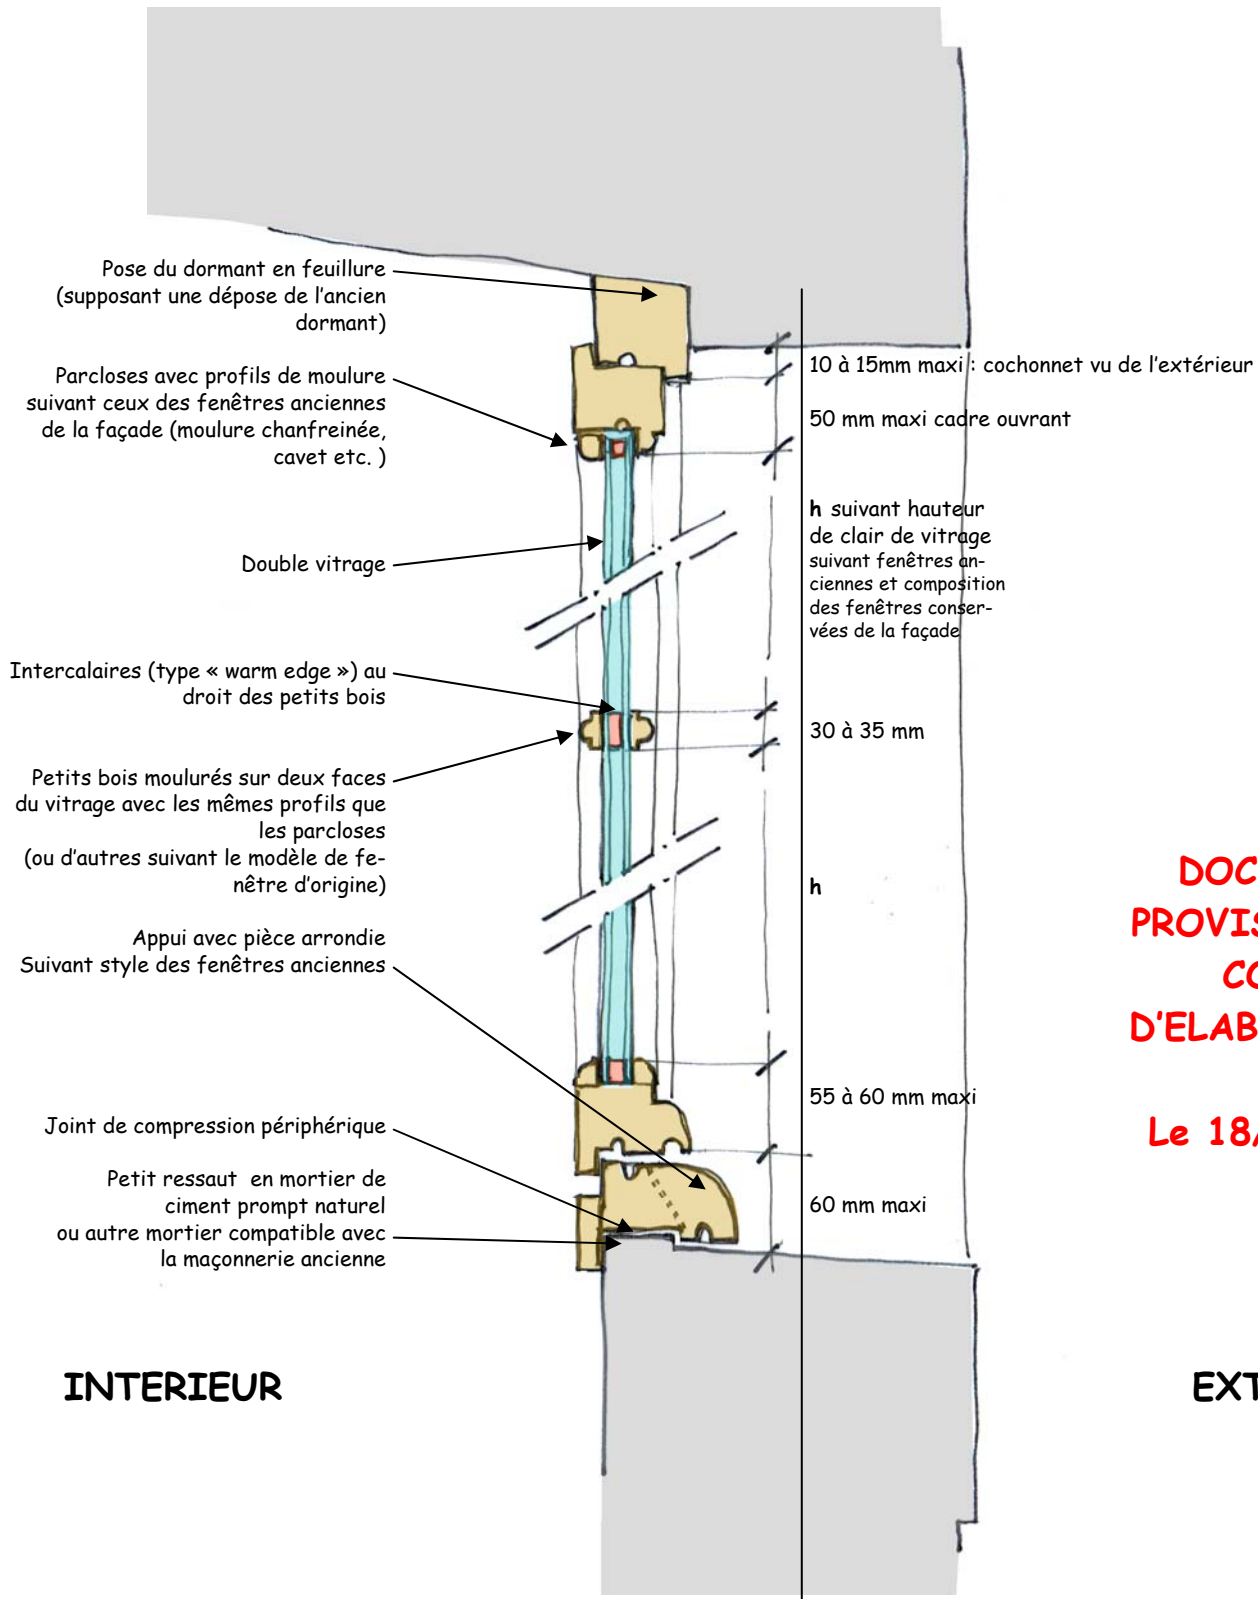 Pose du dormant en feuillure
(supposant une dépose de l'ancien
dormant)
Parcloses avec profils de moulure
suivant ceux des fenêtres anciennes
de la façade (moulure chanfreinée,
cavet etc. )
Double vitrage
Intercalaires (type « warm edge ») au
droit des petits bois
Petits bois moulurés sur deux faces
du vitrage avec les mêmes profils que
les parcloses
(ou d'autres suivant le modèle de fe-
nêtre d'origine)
Appui avec pièce arrondie
Suivant style des fenêtres anciennes
Joint de compression périphérique
Petit ressaut en mortier de
ciment prompt naturel
ou autre mortier compatible avec
la maçonnerie ancienne
INTERIEUR
10 à 15mm maxi : cochonnet vu de l'extérieur
50 mm maxi cadre ouvrant
h suivant hauteur
de clair de vitrage
suivant fenêtres an-
ciennes et composition
des fenêtres conser-
vées de la façade
30 à 35 mm
h
55 à 60 mm maxi
60 mm maxi
DOC
PROVIS
CO
D'ELAB
Le 18/
EXT